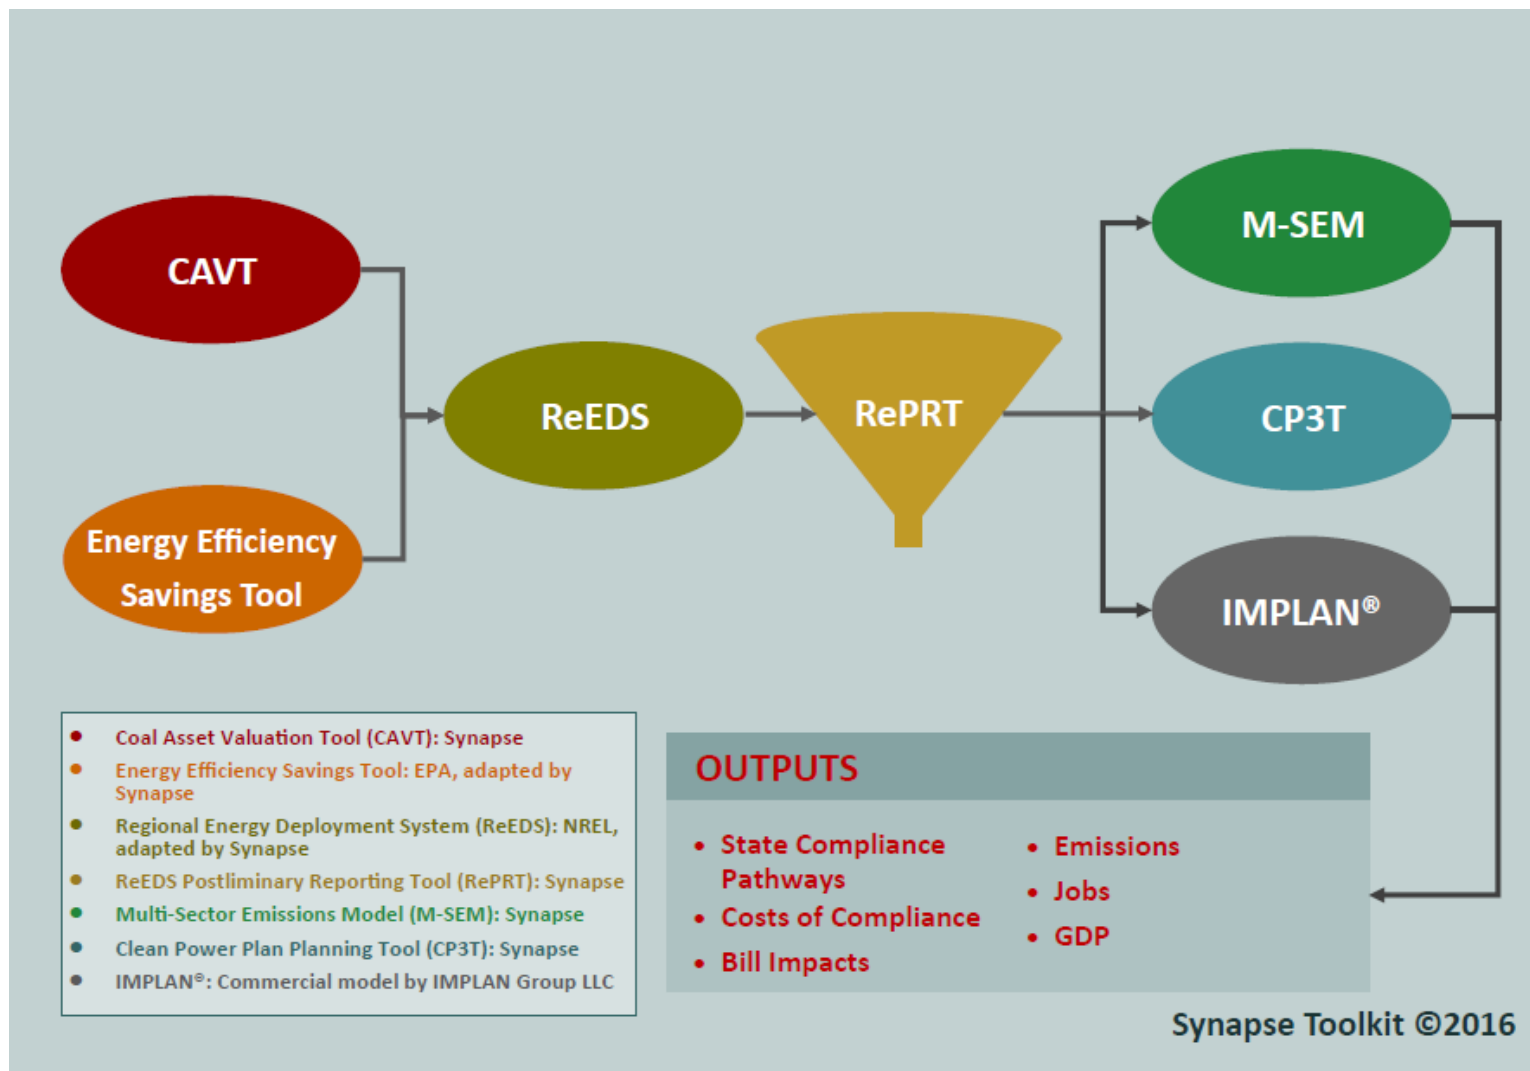 M-SEM
CAVT
ReEDS
RePRT
CP3T
Energy Efficiency
Savings Tool
IMPLAN®
• Coal Asset Valuation Tool (CAVT): Synapse
• Energy Efficiency Savings Tool: EPA, adapted by
Synapse
• Regional Energy Deployment System (ReEDS): NREL,
adapted by Synapse
• ReEDS Postliminary Reporting Tool (RePRT): Synapse
• Multi-Sector Emissions Model (M-SEM): Synapse
• Clean Power Plan Planning Tool (CP3T): Synapse
• IMPLAN®: Commercial model by IMPLAN Group LLC
OUTPUTS
• State Compliance
Pathways
• Costs of Compliance
• Bill Impacts
• Emissions
• Jobs
• GDP
Synapse Toolkit ©2016